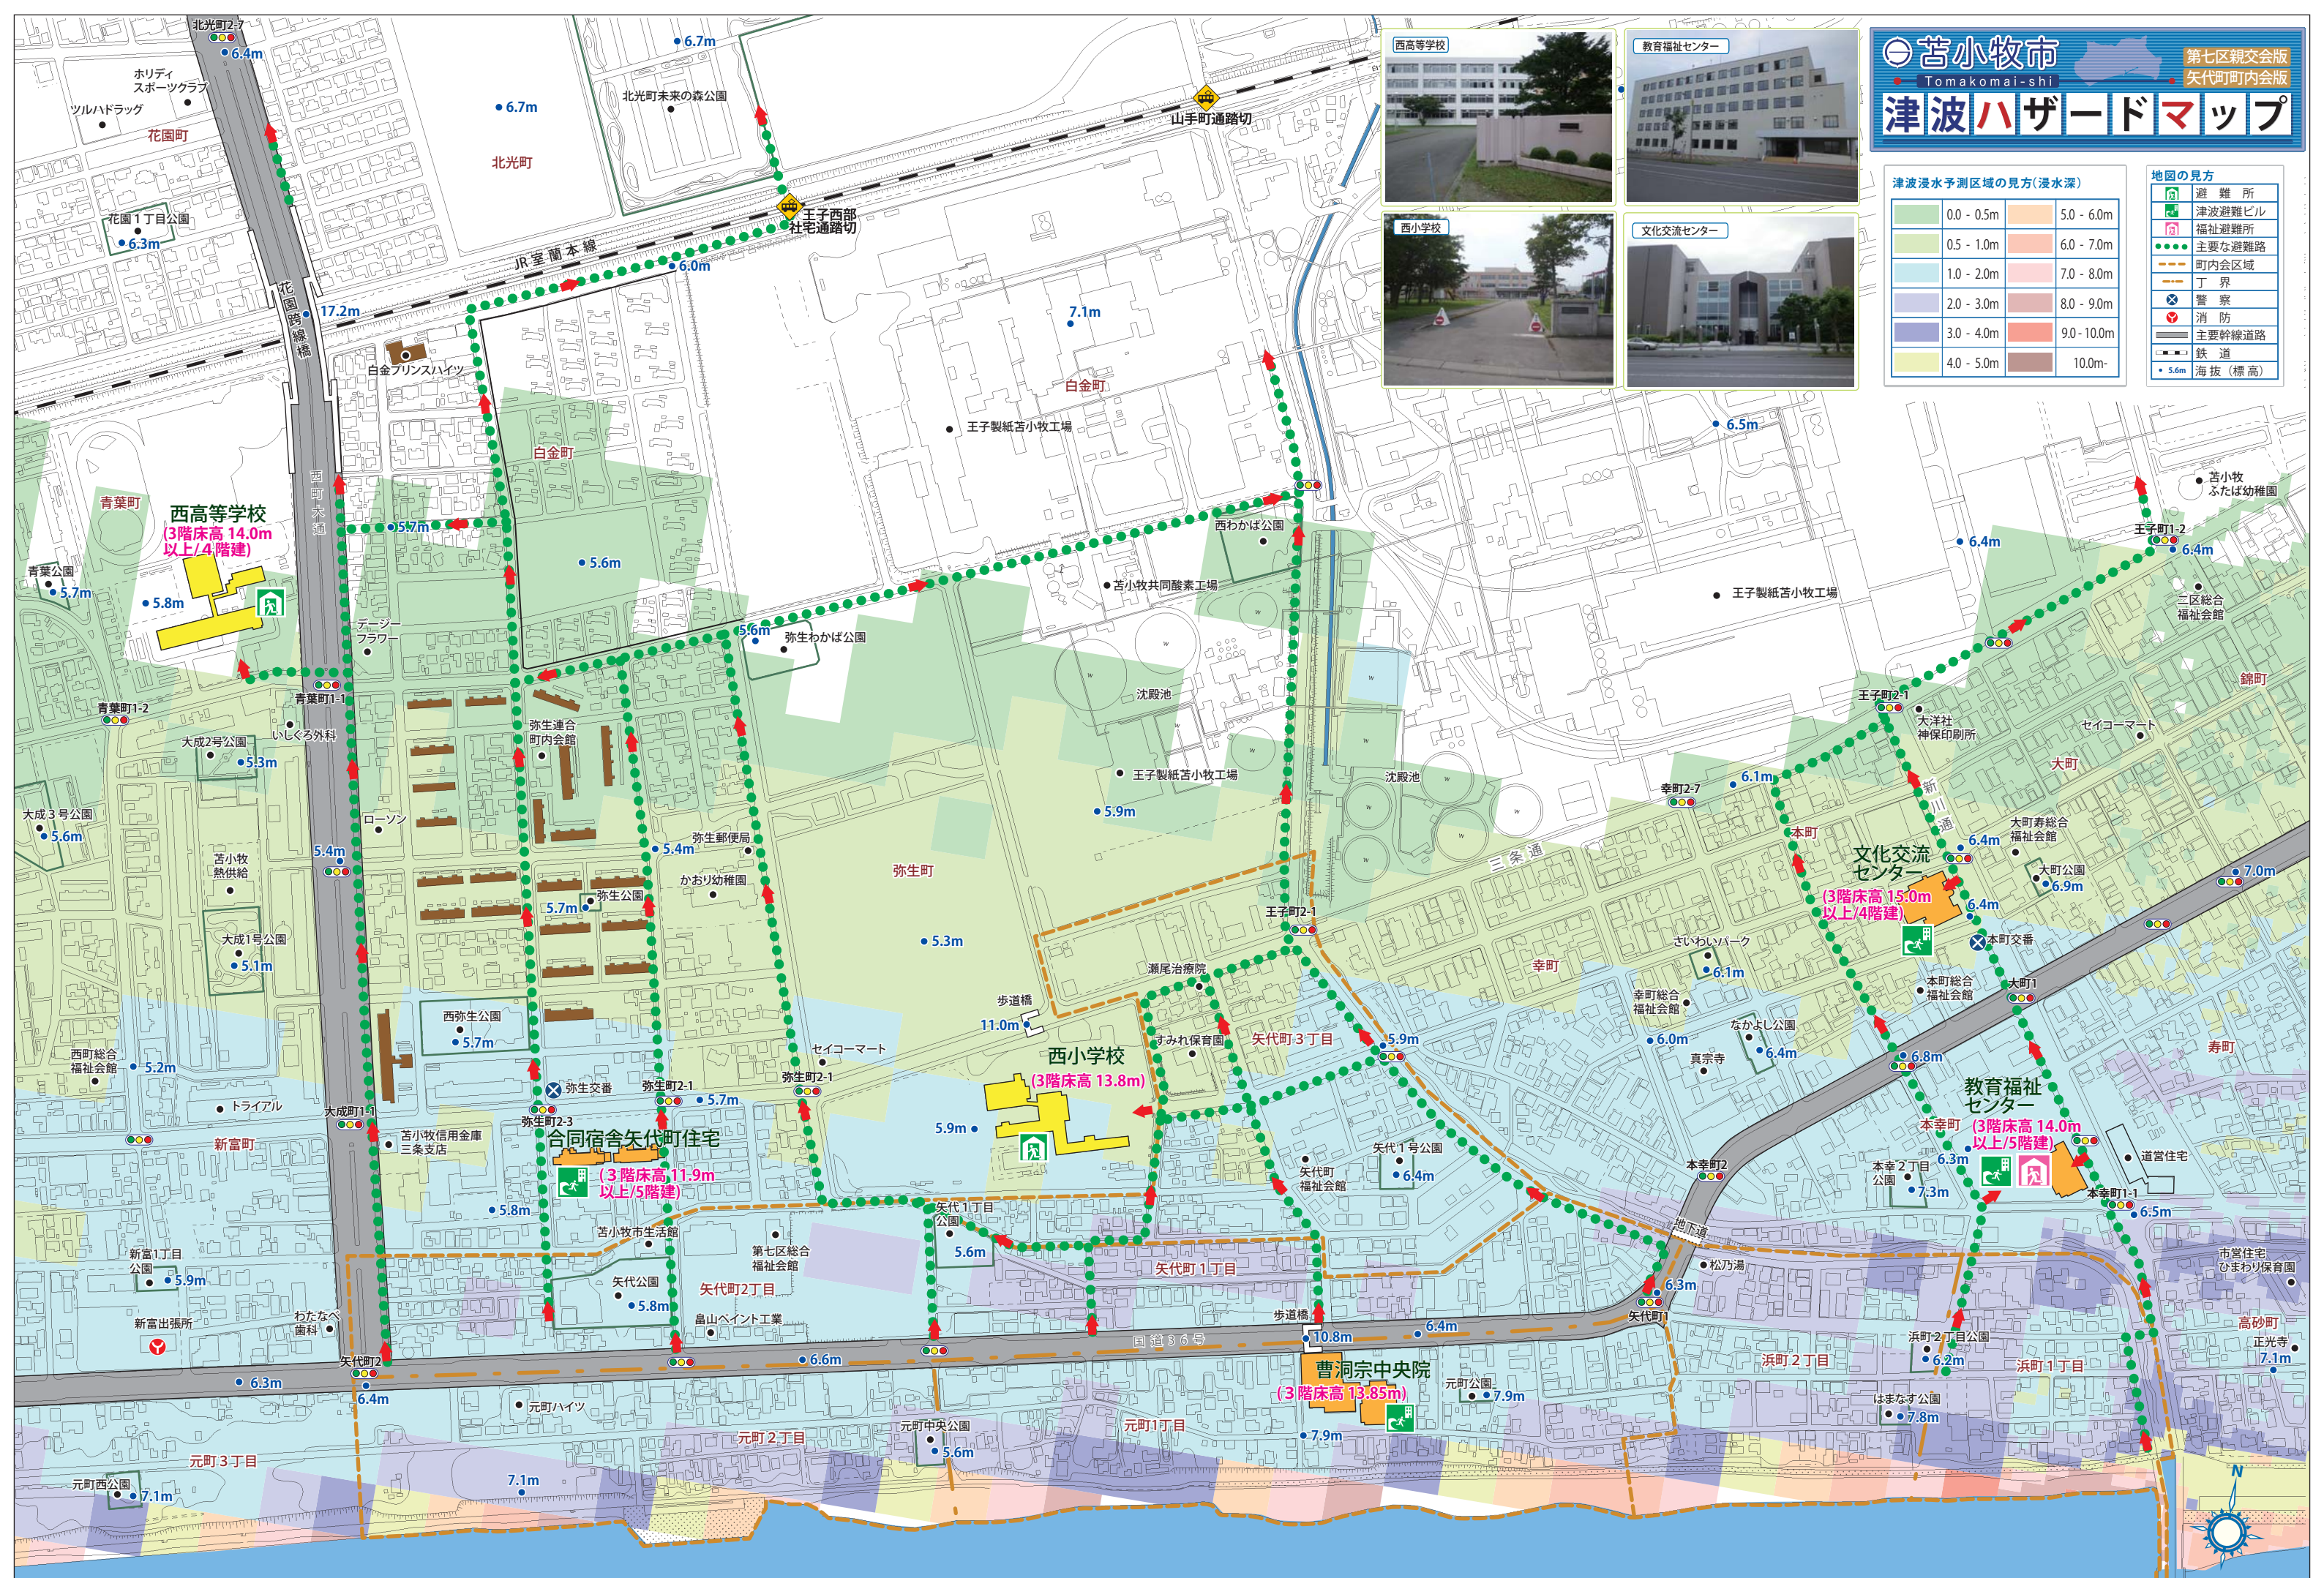 苫小牧市
Tomakomai-shi
第七区親交会版
矢代町町内会版
津波ハザードマップ
津波浸水予測区域の見方(浸水深)
0.0 - 0.5m
5.0 - 6.0m
0.5 - 1.0m
6.0 - 7.0m
1.0 - 2.0m
7.0 - 8.0m
2.0 - 3.0m
8.0 - 9.0m
3.0 - 4.0m
9.0 - 10.0m
4.0 - 5.0m
10.0m-
地図の見方
避難所
津波避難ビル
福祉避難所
主要な避難路
町内会区域
丁界
警察
消防
主要幹線道路
鉄道
5.6m
海抜（標高）
西高等学校
教育福祉センター
西小学校
文化交流センター
北光町2-7
6.4m
ホリディ
スポーツクラブ
ツルハドラッグ
花園町
花園１丁目公園
6.3m
6.7m
6.7m
北光町未来の森公園
北光町
山手町通踏切
王子西部
社宅通踏切
JR室蘭本線
6.0m
花園跨線橋
17.2m
白金プリンスハイツ
7.1m
白金町
王子製紙苫小牧工場
6.5m
白金町
青葉町
西高等学校
(3階床高 14.0m
以上/４階建)
西町大通
5.7m
5.6m
青葉公園
5.7m
5.8m
デージー
フラワー
青葉町1-1
青葉町1-2
いしぐろ外科
大成2号公園
5.3m
大成３号公園
5.6m
苫小牧
熱供給
5.4m
ローソン
大成1号公園
5.1m
西わかば公園
苫小牧共同酸素工場
5.6m
弥生わかば公園
沈殿池
王子製紙苫小牧工場
5.9m
沈殿池
王子製紙苫小牧工場
6.4m
苫小牧
ふたば幼稚園
王子町1-2
6.4m
二区総合
福祉会館
錦町
王子町2-1
大洋社
神保印刷所
セイコーマート
大町
新川通
6.1m
幸町2-7
本町
6.4m
大町寿総合
福祉会館
大町公園
6.9m
7.0m
文化交流
センター
(3階床高 15.0m
以上/4階建)
6.4m
本町交番
三条通
弥生連合
町内会館
弥生郵便局
5.4m
かおり幼稚園
弥生公園
5.7m
弥生町
5.3m
王子町2-1
瀬尾治療院
さいわいパーク
6.1m
幸町
幸町総合
福祉会館
本町総合
福祉会館
大町1
なかよし公園
6.4m
6.0m
真宗寺
6.8m
寿町
西弥生公園
5.7m
歩道橋
11.0m
セイコーマート
西小学校
(3階床高 13.8m)
すみれ保育園
矢代町３丁目
5.9m
西町総合
福祉会館
5.2m
トライアル
大成町1-1
新富町
苫小牧信用金庫
三条支店
弥生交番
弥生町2-3
弥生町2-1
5.7m
弥生町2-1
5.9m
合同宿舎矢代町住宅
(３階床高 11.9m
以上/5階建)
5.8m
苫小牧市生活館
矢代町
福祉会館
矢代１号公園
6.4m
本幸町2
教育福祉
センター
(3階床高 14.0m
以上/5階建)
本幸町
6.3m
本幸２丁目
公園
7.3m
道営住宅
本幸町1-1
6.5m
新富1丁目
公園
5.9m
新富出張所
わたなべ
歯科
矢代町2
6.4m
6.3m
矢代公園
5.8m
矢代町2丁目
第七区総合
福祉会館
畠山ペイント工業
6.6m
矢代１丁目
公園
5.6m
矢代町１丁目
国道36号
歩道橋
10.8m
6.4m
地下道
松乃湯
6.3m
矢代町1
市営住宅
ひまわり保育園
高砂町
正光寺
7.1m
浜町２丁目公園
6.2m
浜町２丁目
浜町１丁目
はまなす公園
7.8m
曹洞宗中央院
(３階床高 13.85m)
元町公園
7.9m
7.9m
元町ハイツ
元町３丁目
元町２丁目
元町中央公園
5.6m
元町1丁目
元町西公園
7.1m
7.1m
N